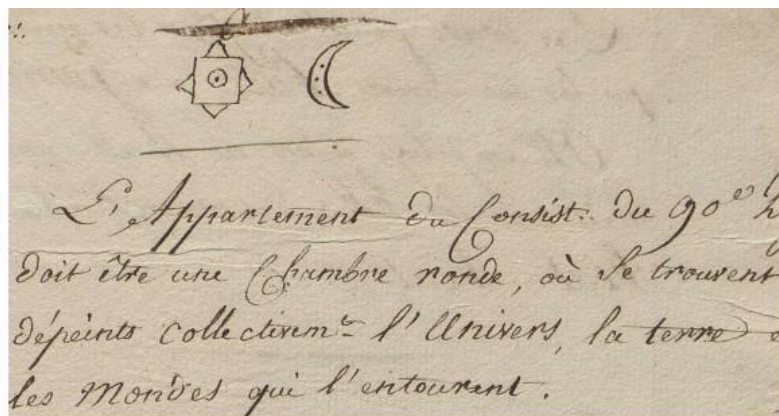 L'Appartement du Consist: du 90e
doit être une Chambre ronde, où se trouvent
dépeints collectivemt l'Univers, la terre
les Mondes qui l'entourent.